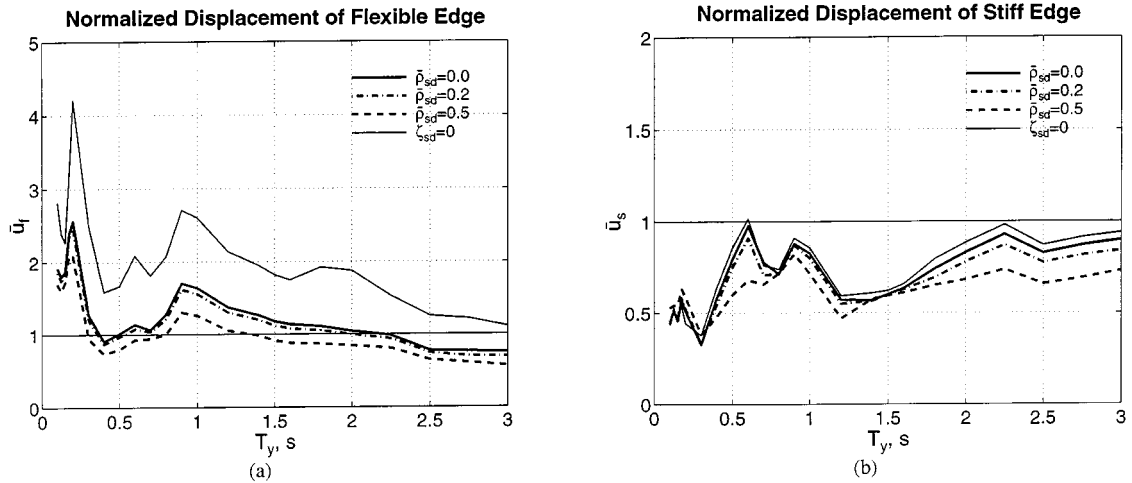 Normalized Displacement of Flexible Edge
5
4
3
2
1
0
0
0.5
1
1.5
2
2.5
3
ū_f
T_y, s
ρ̄_sd=0.0
ρ̄_sd=0.2
ρ̄_sd=0.5
ζ_sd=0
(a)
Normalized Displacement of Stiff Edge
2
1.5
1
0.5
0
0
0.5
1
1.5
2
2.5
3
ū_s
T_y, s
ρ̄_sd=0.0
ρ̄_sd=0.2
ρ̄_sd=0.5
ζ_sd=0
(b)